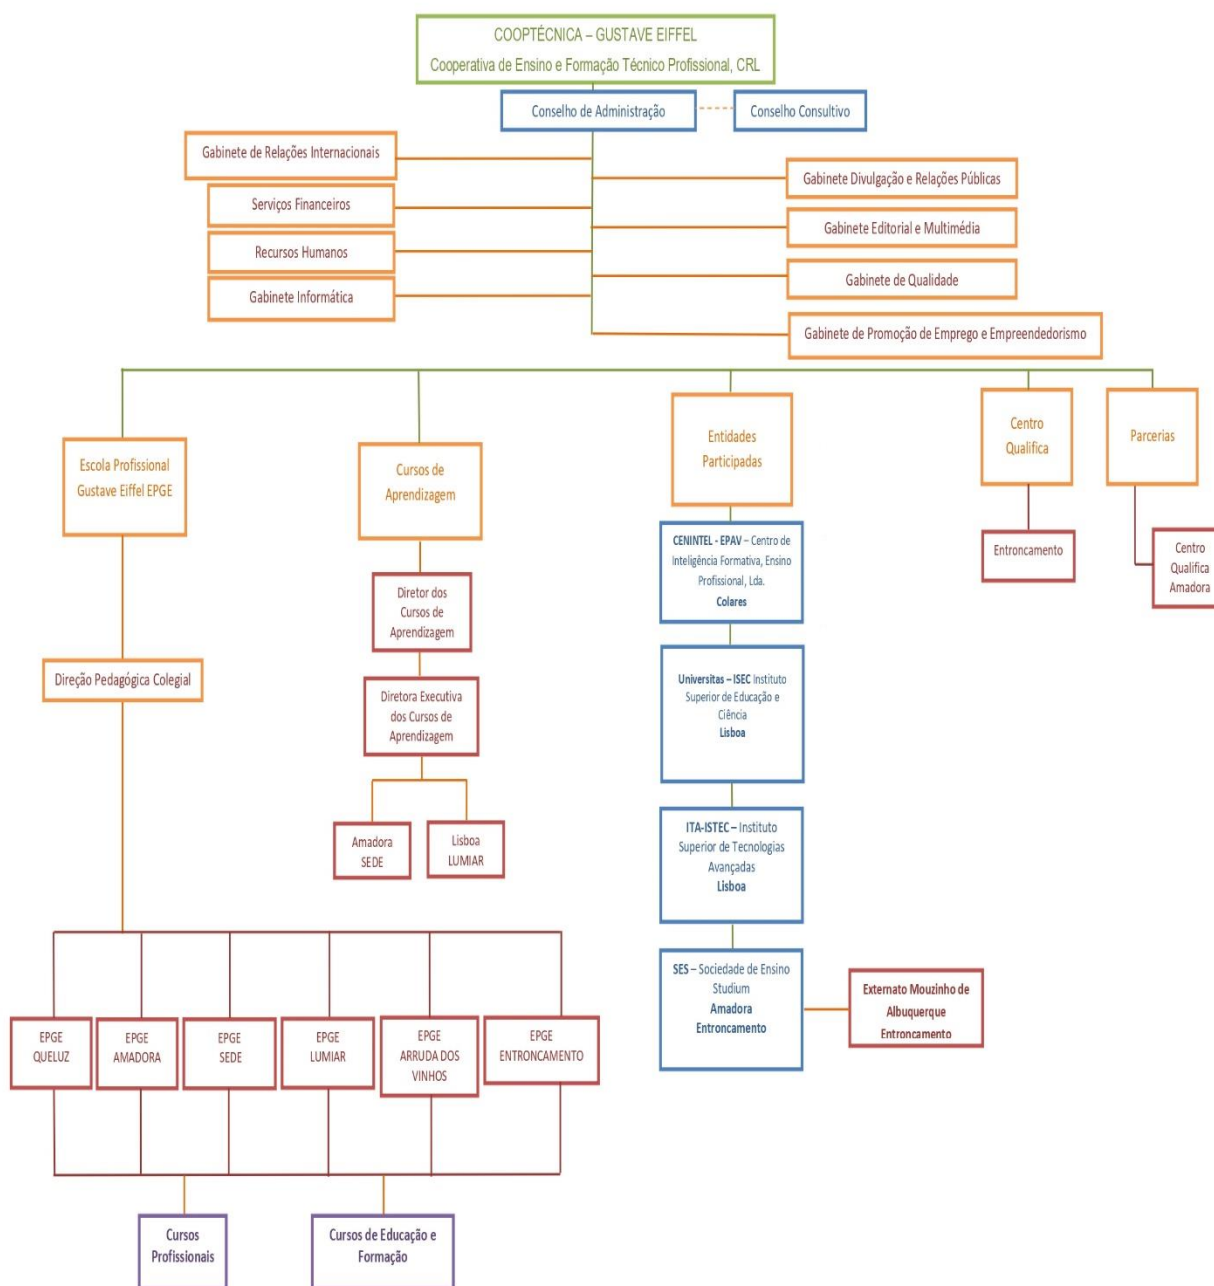 COOPTÉCNICA – GUSTAVE EIFFEL
Cooperativa de Ensino e Formação Técnico Profissional, CRL
Conselho de Administração
Conselho Consultivo
Gabinete de Relações Internacionais
Gabinete Divulgação e Relações Públicas
Serviços Financeiros
Gabinete Editorial e Multimédia
Recursos Humanos
Gabinete de Qualidade
Gabinete Informática
Gabinete de Promoção de Emprego e Empreendedorismo
Escola Profissional
Gustave Eiffel EPGE
Cursos de
Aprendizagem
Entidades
Participadas
Centro
Qualifica
Parcerias
Direção Pedagógica Colegial
Diretor dos
Cursos de
Aprendizagem
Diretora Executiva
dos Cursos de
Aprendizagem
Amadora
SEDE
Lisboa
LUMIAR
CENINTEL - EPAV – Centro de
Inteligência Formativa, Ensino
Profissional, Lda.
Colares
Universitas – ISEC Instituto
Superior de Educação e
Ciência
Lisboa
ITA-ISTEC – Instituto
Superior de Tecnologias
Avançadas
Lisboa
SES – Sociedade de Ensino
Studium
Amadora
Entroncamento
Externato Mouzinho de
Albuquerque
Entroncamento
Entroncamento
Centro
Qualifica
Amadora
EPGE
QUELUZ
EPGE
AMADORA
EPGE
SEDE
EPGE
LUMIAR
EPGE
ARRUDA DOS
VINHOS
EPGE
ENTRONCAMENTO
Cursos
Profissionais
Cursos de Educação e
Formação